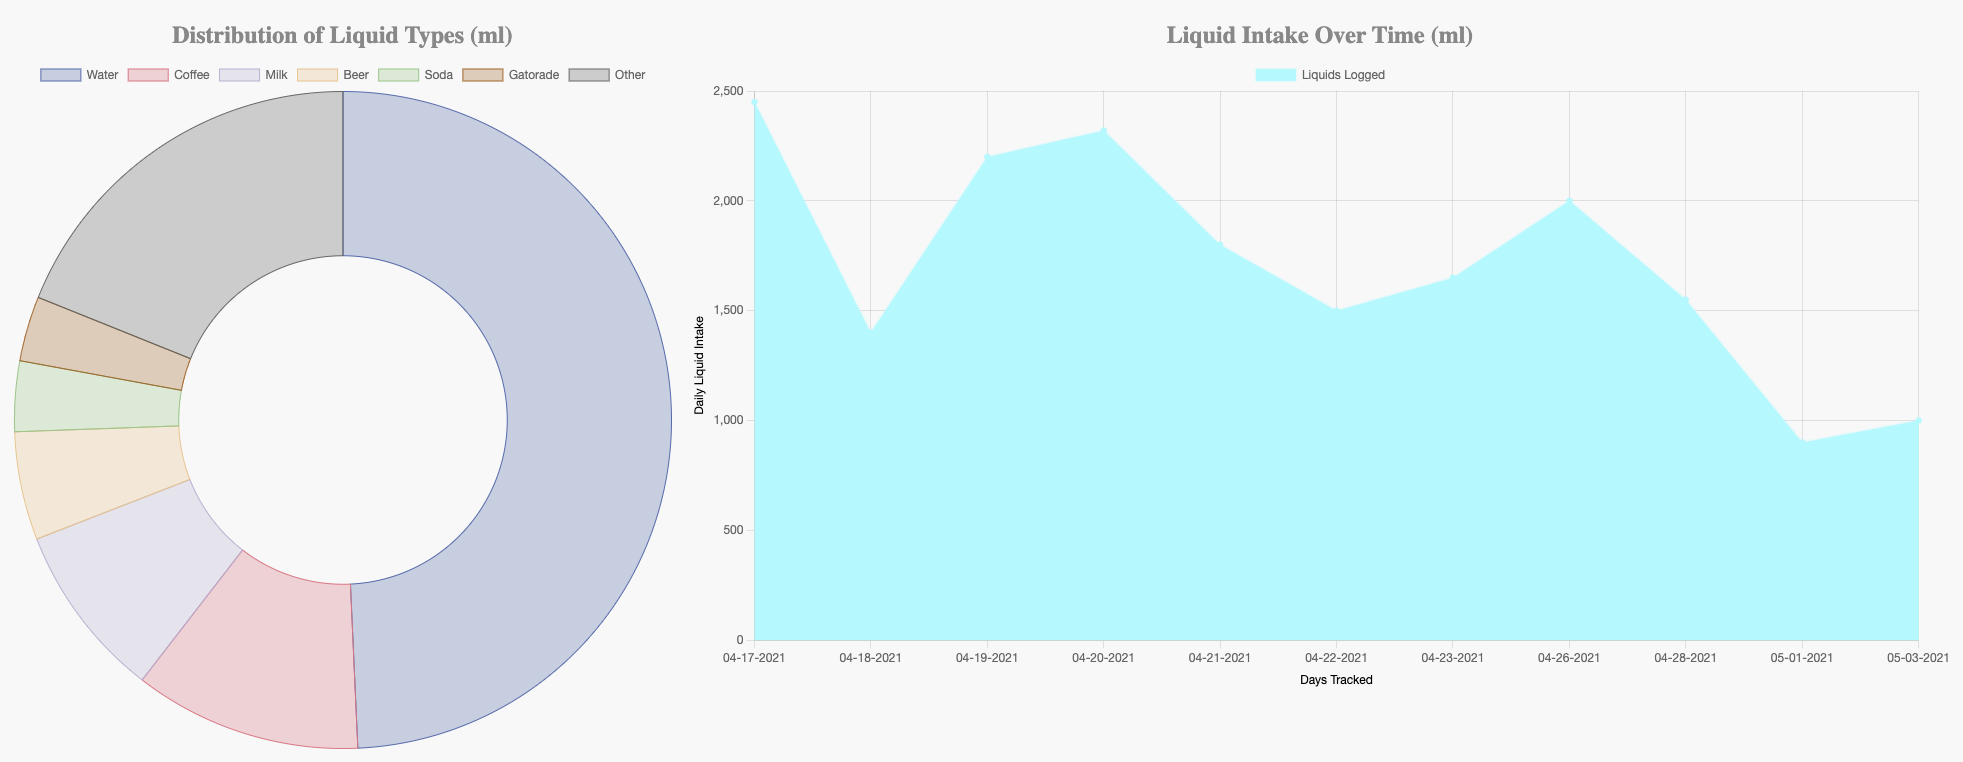 Distribution of Liquid Types (ml)
Water Coffee Milk Beer Soda Gatorade Other
Liquid Intake Over Time (ml)
Liquids Logged
2,500
2,000
1,500
1,000
500
0
Daily Liquid Intake
04-17-2021 04-18-2021 04-19-2021 04-20-2021 04-21-2021 04-22-2021 04-23-2021 04-26-2021 04-28-2021 05-01-2021 05-03-2021
Days Tracked